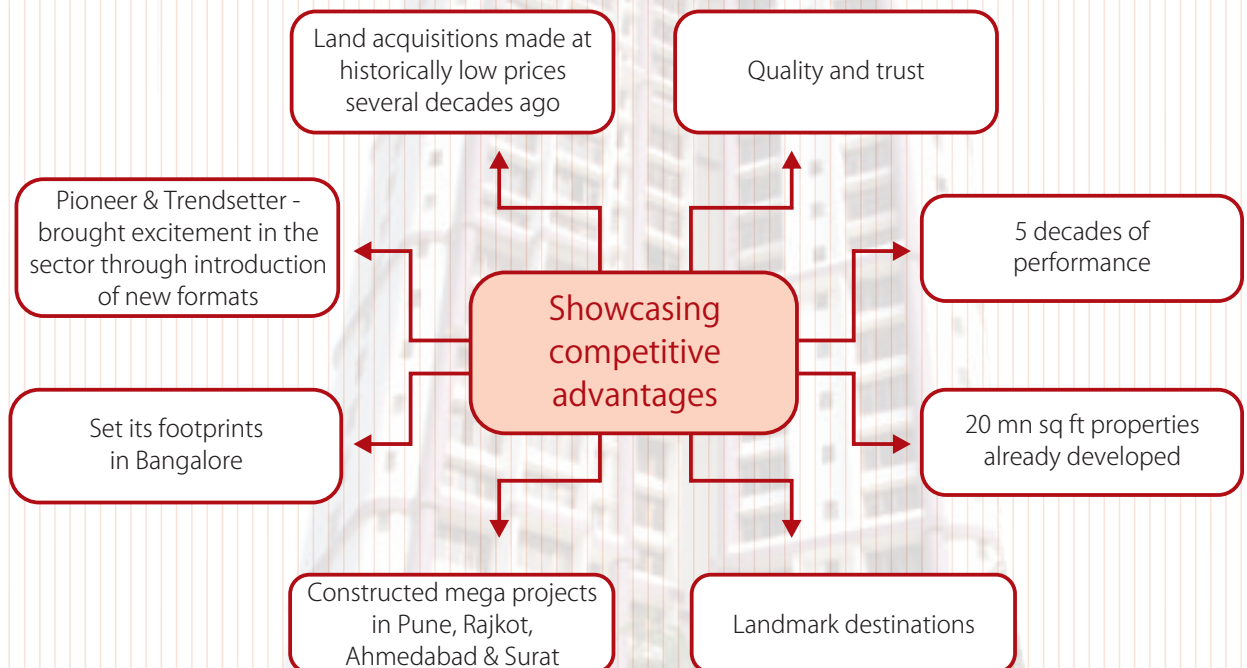 Land acquisitions made at
historically low prices
several decades ago
Quality and trust
Pioneer & Trendsetter -
brought excitement in the
sector through introduction
of new formats
5 decades of
performance
Showcasing
competitive
advantages
Set its footprints
in Bangalore
20 mn sq ft properties
already developed
Constructed mega projects
in Pune, Rajkot,
Ahmedabad & Surat
Landmark destinations